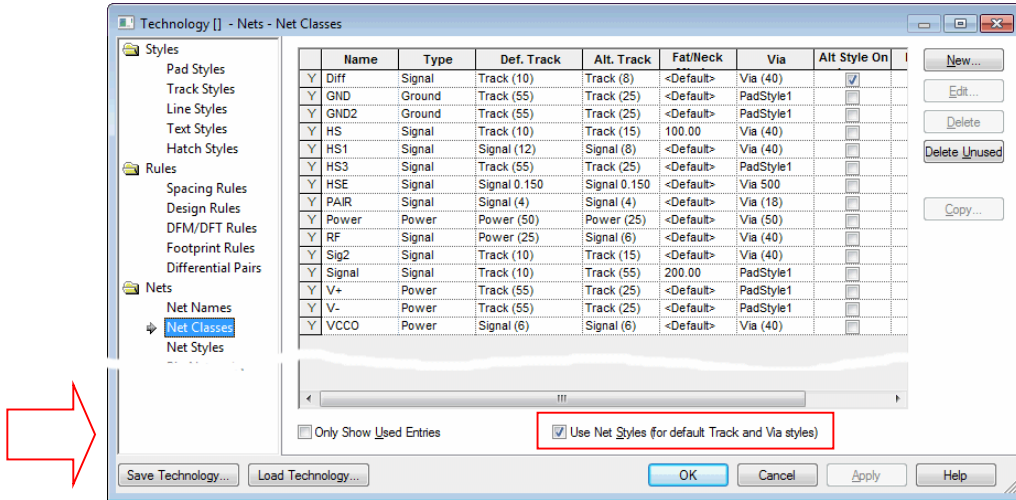 Technology [] - Nets - Net Classes
Styles
Pad Styles
Track Styles
Line Styles
Text Styles
Hatch Styles
Rules
Spacing Rules
Design Rules
DFM/DFT Rules
Footprint Rules
Differential Pairs
Nets
Net Names
Net Classes
Net Styles
Name Type Def. Track Alt. Track Fat/Neck Via Alt Style On
Y Diff Signal Track (10) Track (8) <Default> Via (40)
Y GND Ground Track (55) Track (25) <Default> PadStyle1
Y GND2 Ground Track (55) Track (25) <Default> PadStyle1
Y HS Signal Track (10) Track (15) 100.00 Via (40)
Y HS1 Signal Signal (12) Signal (8) <Default> Via (40)
Y HS3 Signal Track (55) Track (25) <Default> PadStyle1
Y HSE Signal Signal 0.150 Signal 0.150 <Default> Via 500
Y PAIR Signal Signal (4) Signal (4) <Default> Via (18)
Y Power Power Power (50) Power (25) <Default> Via (50)
Y RF Signal Power (25) Signal (6) <Default> Via (40)
Y Sig2 Signal Track (10) Track (15) <Default> Via (40)
Y Signal Signal Track (10) Track (55) 200.00 PadStyle1
Y V+ Power Track (55) Track (25) <Default> PadStyle1
Y V- Power Track (55) Track (25) <Default> PadStyle1
Y VCCO Power Signal (6) Signal (6) <Default> Via (40)
New...
Edit...
Delete
Delete Unused
Copy...
Only Show Used Entries
Use Net Styles (for default Track and Via styles)
Save Technology... Load Technology... OK Cancel Apply Help